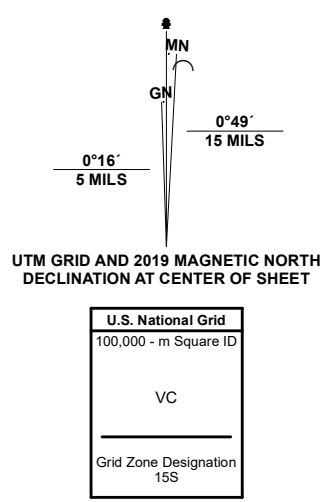 MN
GN
0°49´
15 MILS
0°16´
5 MILS
UTM GRID AND 2019 MAGNETIC NORTH
DECLINATION AT CENTER OF SHEET
U.S. National Grid
100,000 - m Square ID
VC
Grid Zone Designation
15S